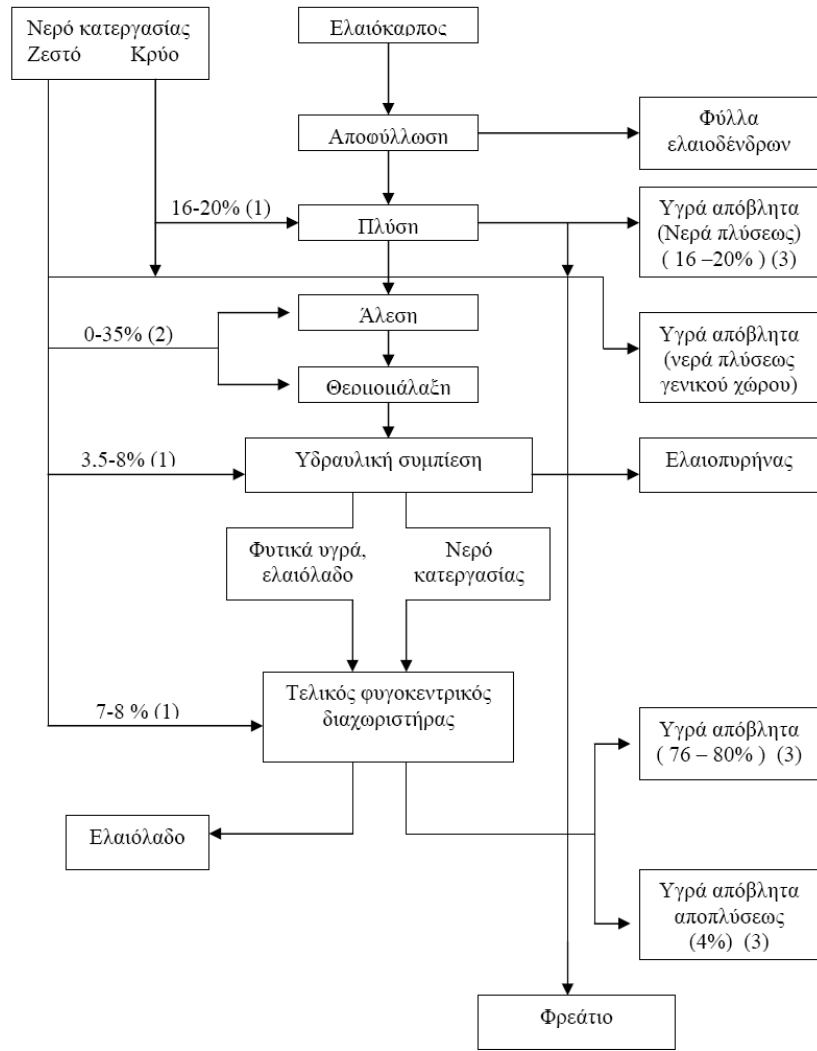 Νερό κατεργασίας
Ζεστό Κρύο
Ελαιόκαρπος
Αποφύλλωση
Φύλλα
ελαιοδένδρων
16-20% (1)
Πλύση
Υγρά απόβλητα
(Νερά πλύσεως)
( 16 –20% ) (3)
Άλεση
0-35% (2)
Υγρά απόβλητα
(νερά πλύσεως
γενικού χώρου)
Θερμομάλαξη
3.5-8% (1)
Υδραυλική συμπίεση
Ελαιοπυρήνας
Φυτικά υγρά,
ελαιόλαδο
Νερό
κατεργασίας
7-8 % (1)
Τελικός φυγοκεντρικός
διαχωριστήρας
Υγρά απόβλητα
( 76 – 80% ) (3)
Ελαιόλαδο
Υγρά απόβλητα
αποπλύσεως
(4%) (3)
Φρεάτιο